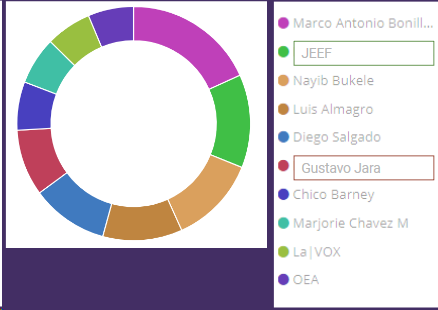 Marco Antonio Bonill...
JEEF
Nayib Bukele
Luis Almagro
Diego Salgado
Gustavo Jara
Chico Barney
Marjorie Chavez M
La|VOX
OEA